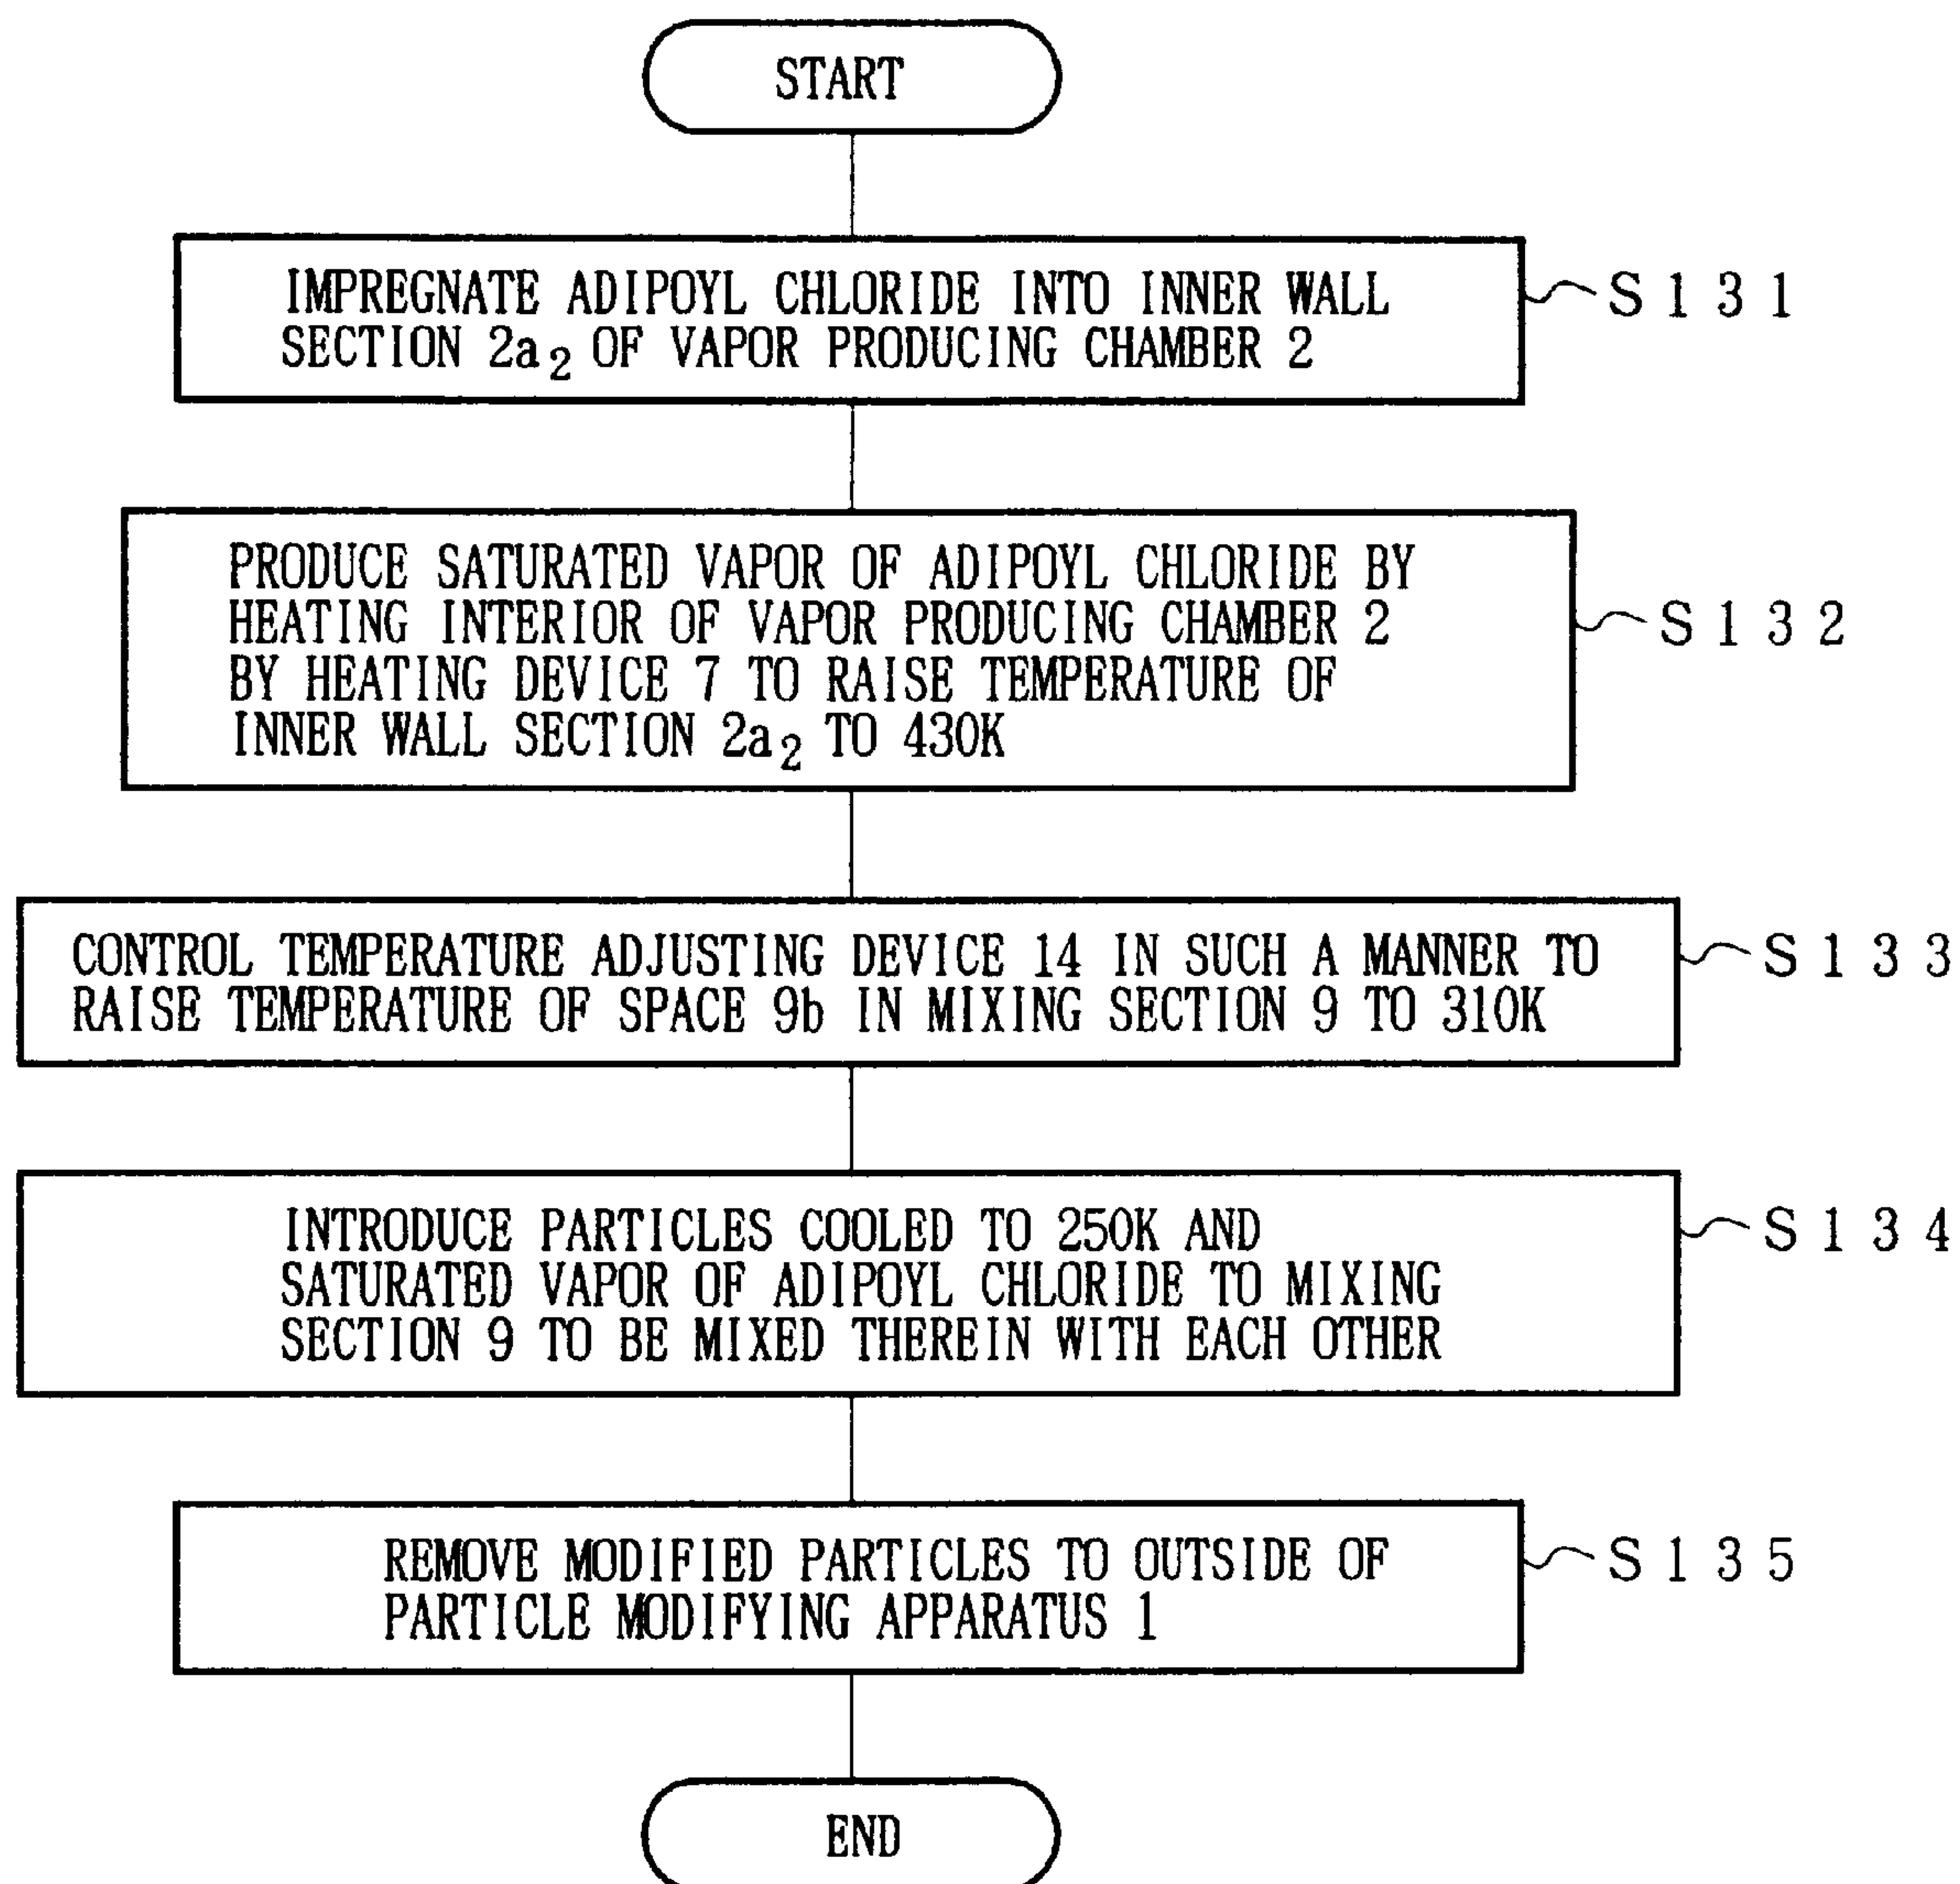 START
IMPREGNATE ADIPOYL CHLORIDE INTO INNER WALL
SECTION 2a₂ OF VAPOR PRODUCING CHAMBER 2
S131
PRODUCE SATURATED VAPOR OF ADIPOYL CHLORIDE BY
HEATING INTERIOR OF VAPOR PRODUCING CHAMBER 2
BY HEATING DEVICE 7 TO RAISE TEMPERATURE OF
INNER WALL SECTION 2a₂ TO 430K
S132
CONTROL TEMPERATURE ADJUSTING DEVICE 14 IN SUCH A MANNER TO
RAISE TEMPERATURE OF SPACE 9b IN MIXING SECTION 9 TO 310K
S133
INTRODUCE PARTICLES COOLED TO 250K AND
SATURATED VAPOR OF ADIPOYL CHLORIDE TO MIXING
SECTION 9 TO BE MIXED THEREIN WITH EACH OTHER
S134
REMOVE MODIFIED PARTICLES TO OUTSIDE OF
PARTICLE MODIFYING APPARATUS 1
S135
END